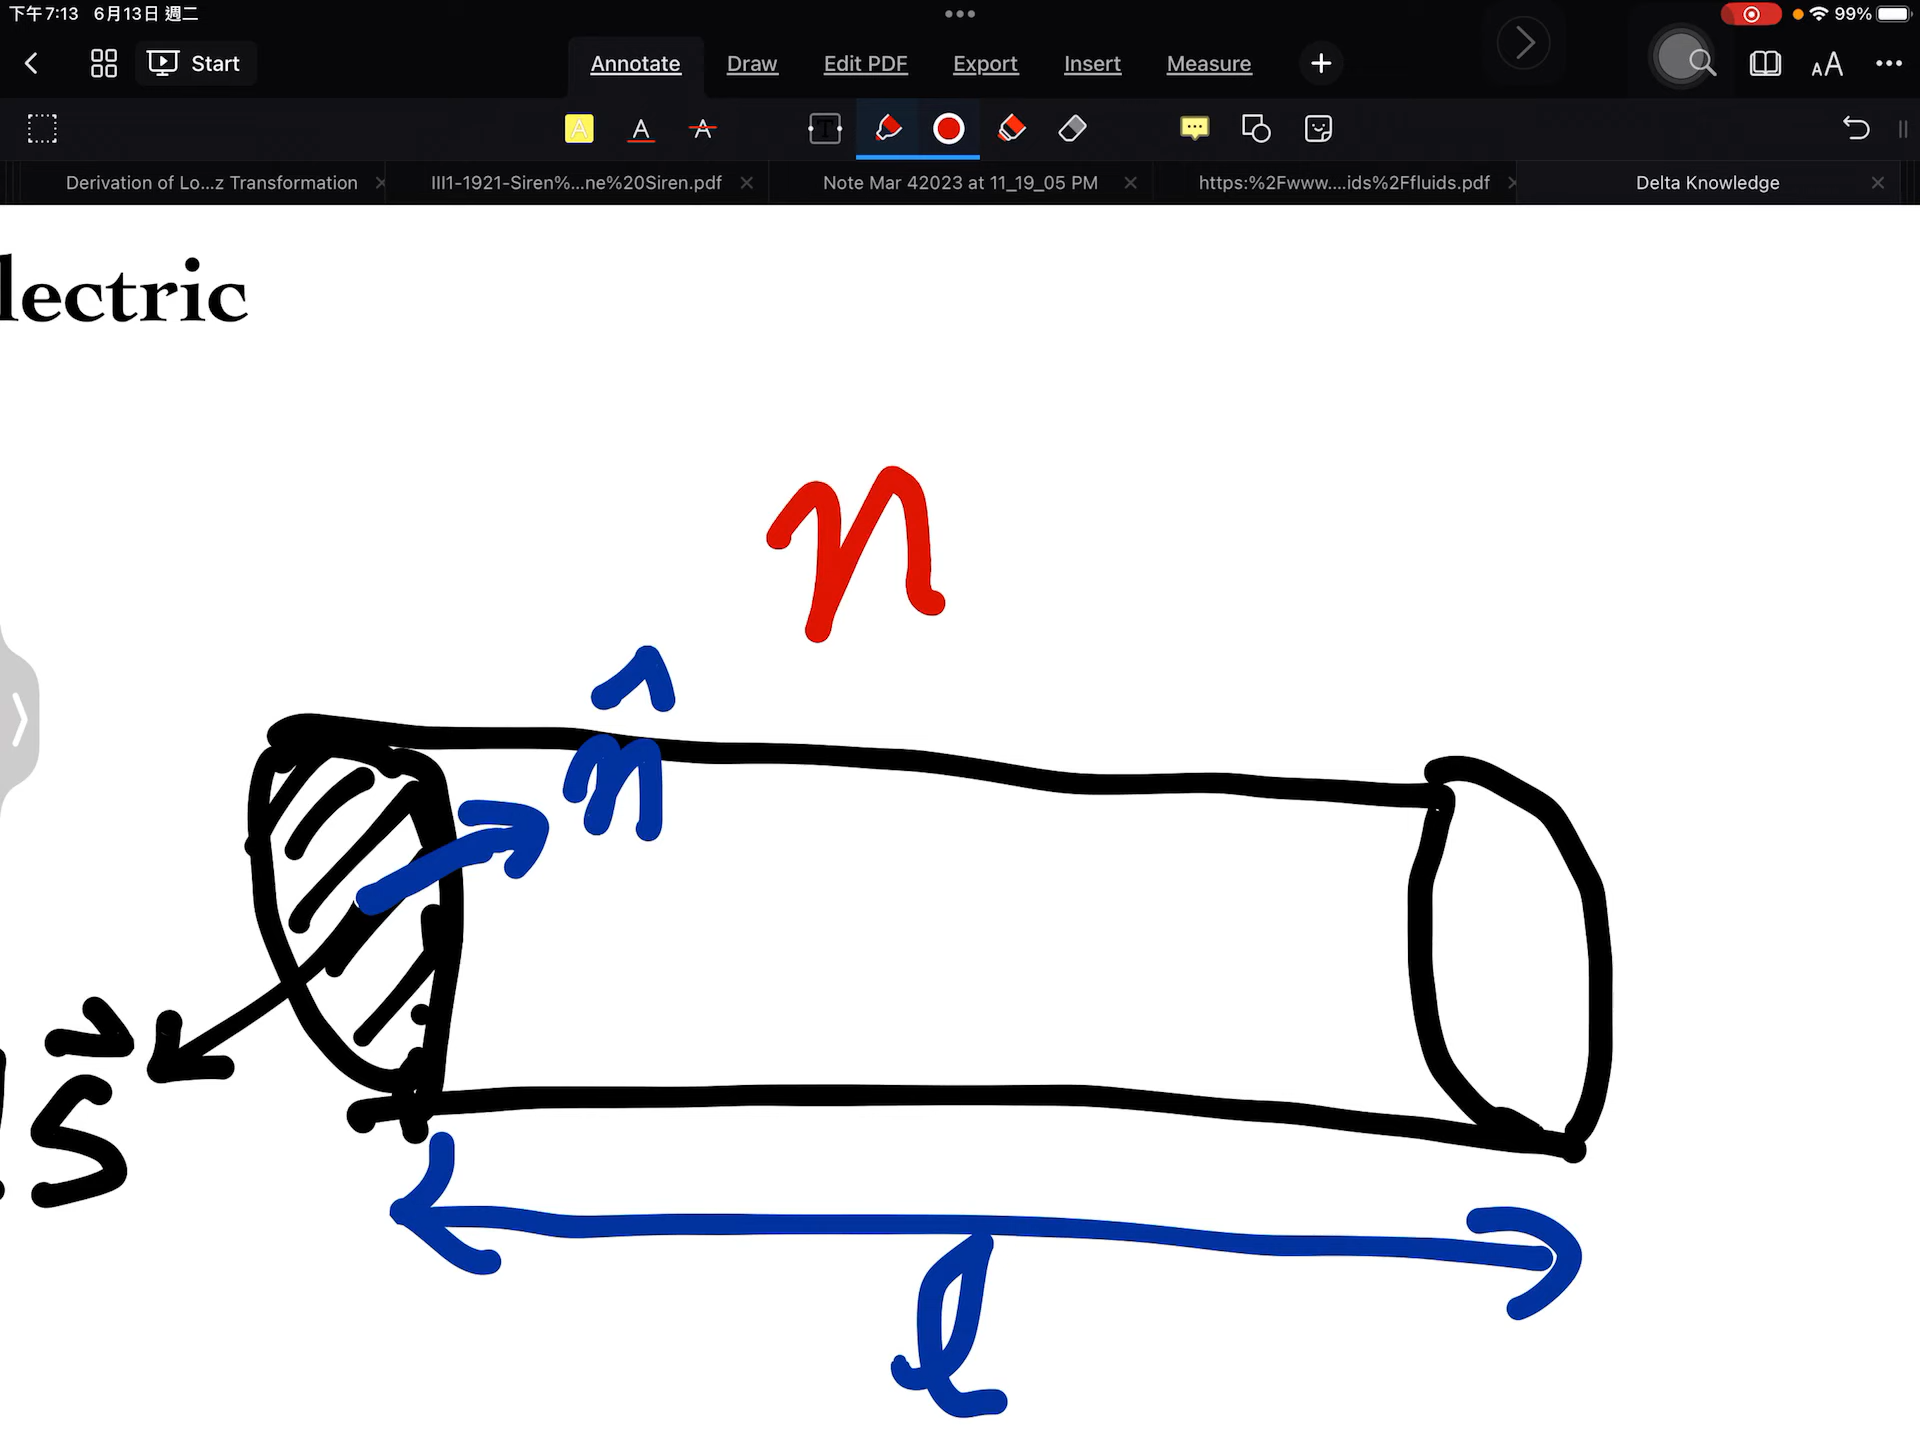 下午7:13 6月13日 週二 99%
Start
Annotate Draw Edit PDF Export Insert Measure
A A A T
AA
Derivation of Lo...z Transformation
III1-1921-Siren%...ne%20Siren.pdf
Note Mar 42023 at 11_19_05 PM
https:%2Fwww....ids%2Ffluids.pdf
Delta Knowledge
lectric
n
n̂
s⃗
ℓ